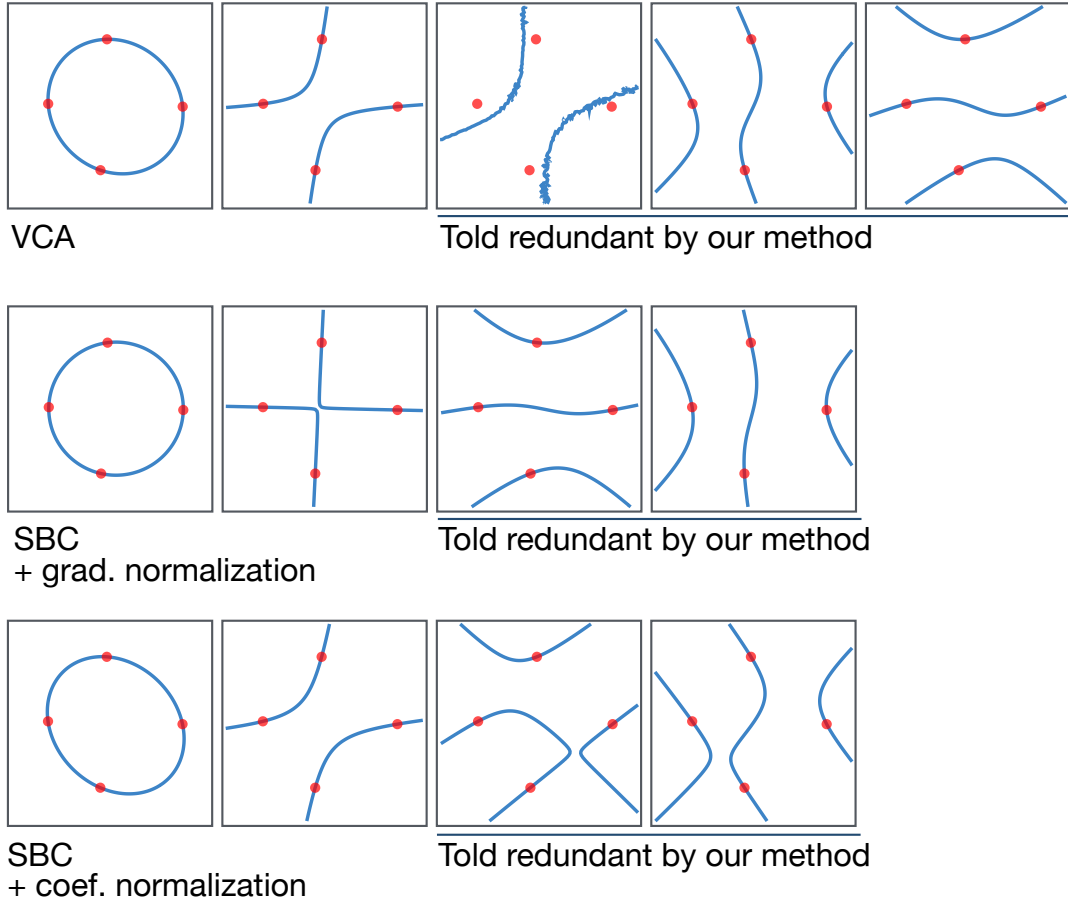 VCA
Told redundant by our method
SBC
+ grad. normalization
Told redundant by our method
SBC
+ coef. normalization
Told redundant by our method